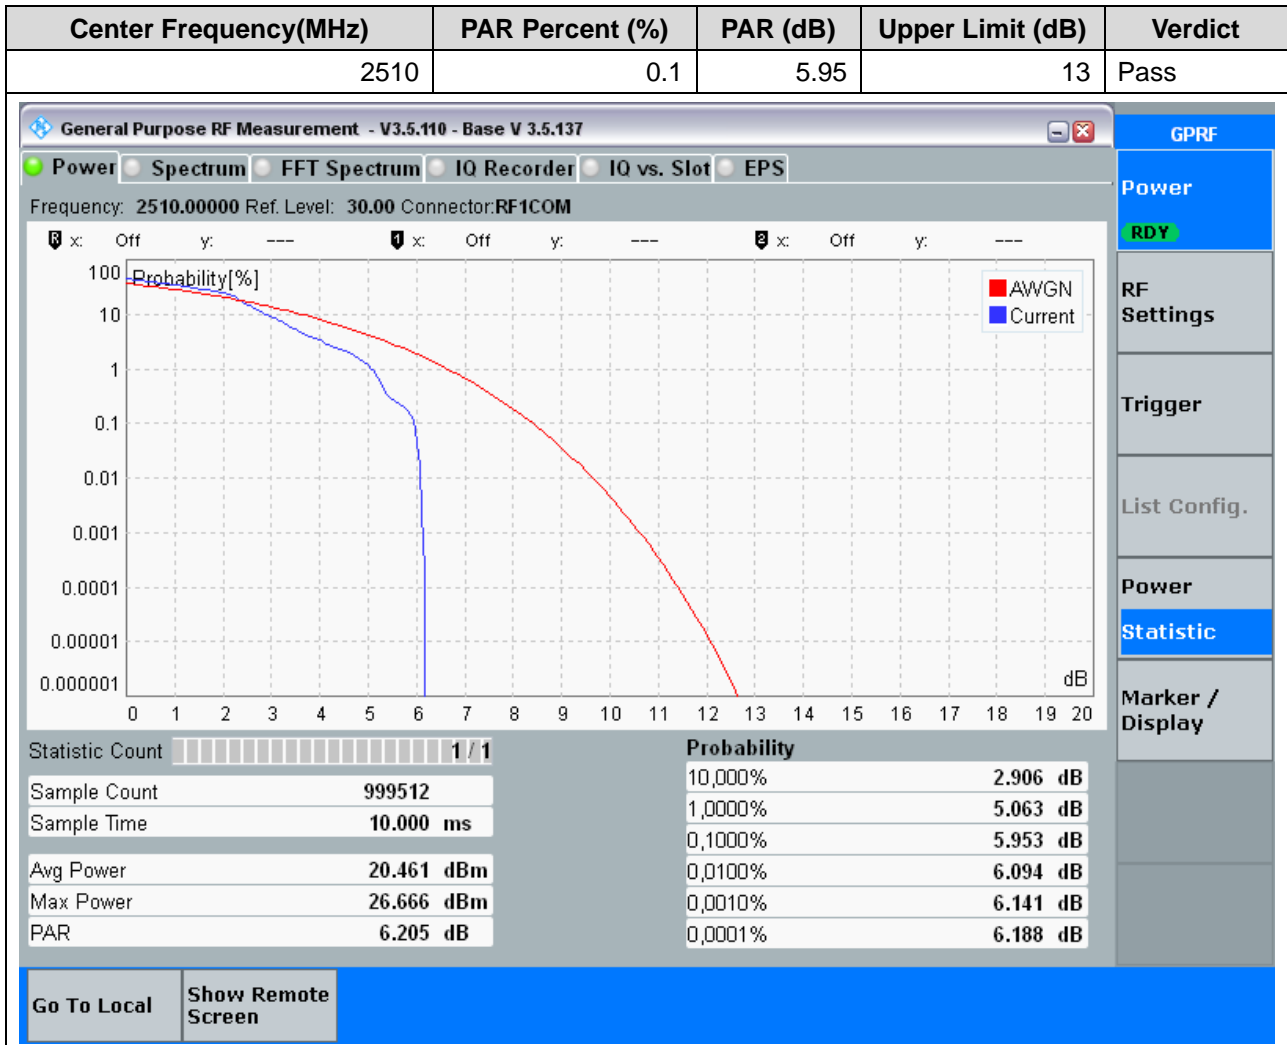 Center Frequency(MHz) PAR Percent (%) PAR (dB) Upper Limit (dB) Verdict
2510 0.1 5.95 13 Pass
General Purpose RF Measurement - V3.5.110 - Base V 3.5.137
GPRF
Power Spectrum FFT Spectrum IQ Recorder IQ vs. Slot EPS
Frequency: 2510.00000 Ref. Level: 30.00 Connector:RF1COM
R x: Off y: --- 1 x: Off y: --- 2 x: Off y: ---
Probability[%]
100
10
1
0.1
0.01
0.001
0.0001
0.00001
0.000001
AWGN
Current
dB
0 1 2 3 4 5 6 7 8 9 10 11 12 13 14 15 16 17 18 19 20
Statistic Count 1 / 1
Sample Count 999512
Sample Time 10.000 ms
Avg Power 20.461 dBm
Max Power 26.666 dBm
PAR 6.205 dB
Probability
10,000% 2.906 dB
1,0000% 5.063 dB
0,1000% 5.953 dB
0,0100% 6.094 dB
0,0010% 6.141 dB
0,0001% 6.188 dB
Power
RDY
RF
Settings
Trigger
List Config.
Power
Statistic
Marker /
Display
Go To Local
Show Remote
Screen